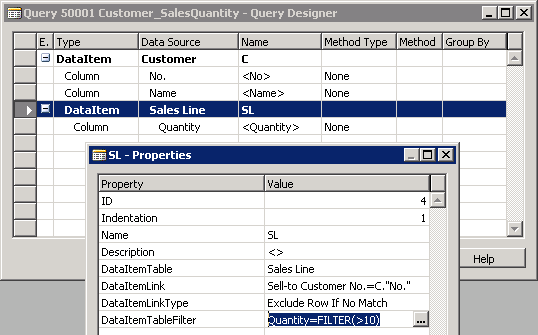 Query 50001 Customer_SalesQuantity - Query Designer
E. Type Data Source Name Method Type Method Group By
DataItem Customer C
Column No. <No> None
Column Name <Name> None
DataItem Sales Line SL
Column Quantity <Quantity> None
Help
SL - Properties
Property Value
ID 4
Indentation 1
Name SL
Description <>
DataItemTable Sales Line
DataItemLink Sell-to Customer No.=C."No."
DataItemLinkType Exclude Row If No Match
DataItemTableFilter Quantity=FILTER(>10) ...